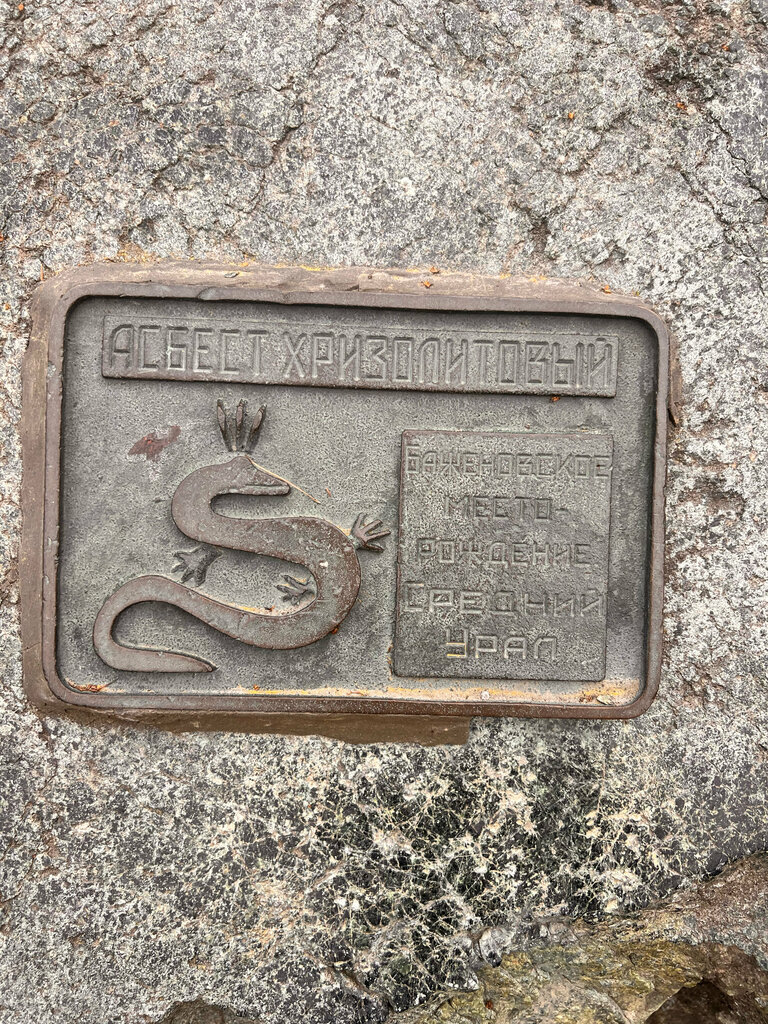 АСБЕСТ ХРИЗОЛИТОВЫЙ
БАЖЕНОВСКОЕ
МЕСТО-
РОЖДЕНИЕ
СРЕДНИЙ
УРАЛ